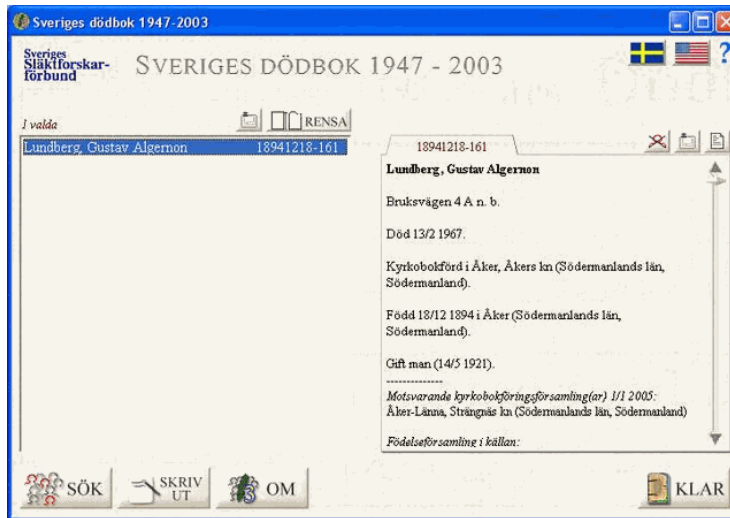 Sveriges dödbok 1947-2003
Sveriges
Släktforskar-
förbund
SVERIGES DÖDBOK 1947 - 2003
?
1 valda
RENSA
Lundberg, Gustav Algernon 18941218-161
18941218-161
Lundberg, Gustav Algernon
Bruksvägen 4 A n. b.
Död 13/2 1967.
Kyrkobokförd i Åker, Åkers kn (Södermanlands län,
Södermanland).
Född 18/12 1894 i Åker (Södermanlands län,
Södermanland).
Gift man (14/5 1921).
--------------
Motsvarande kyrkobokföringsförsamling(ar) 1/1 2005:
Åker-Länna, Strängnäs kn (Södermanlands län, Södermanland)
Födelseförsamling i källan:
SÖK
SKRIV
UT
3
OM
KLAR